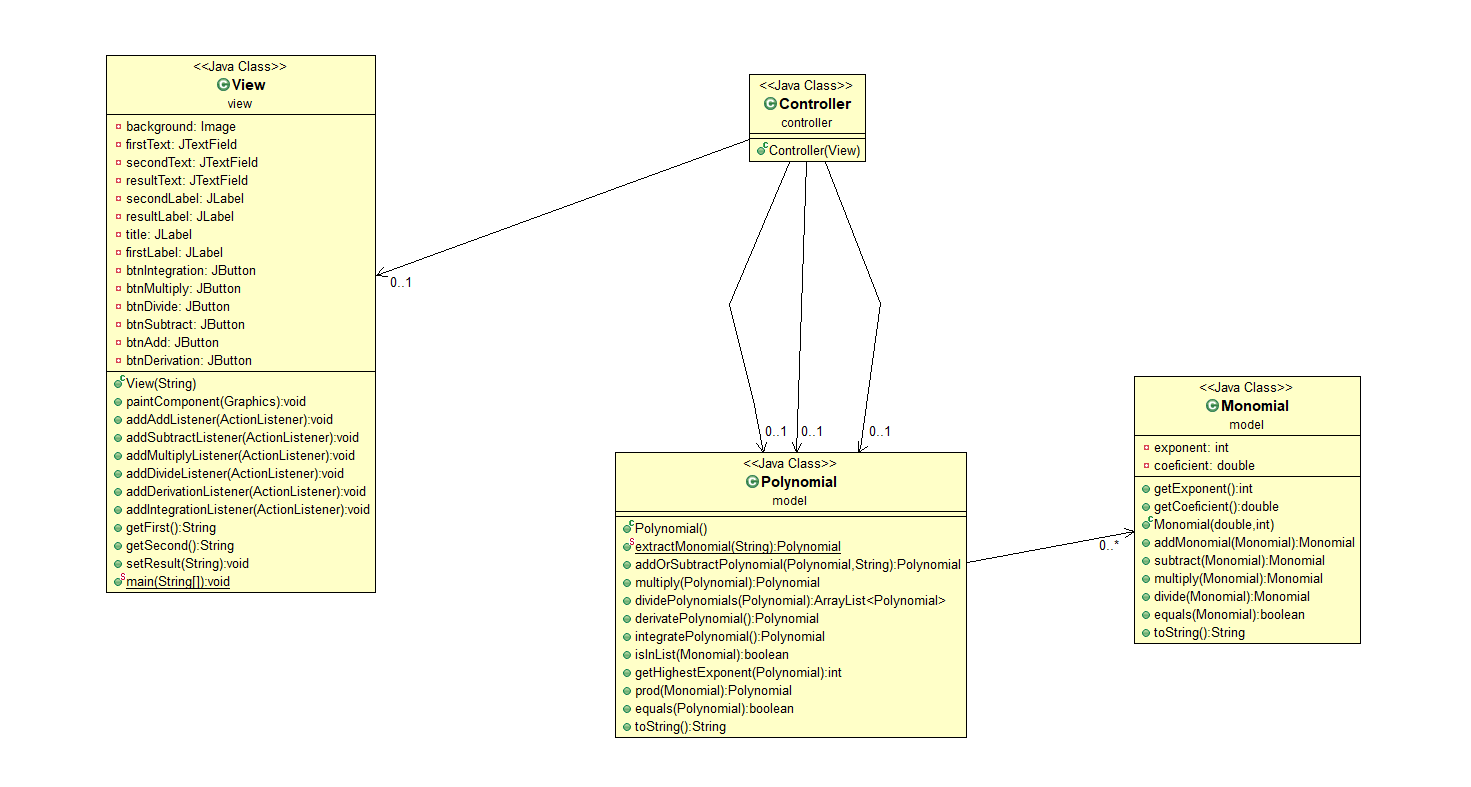 <<Java Class>>
View
view
background: Image
firstText: JTextField
secondText: JTextField
resultText: JTextField
secondLabel: JLabel
resultLabel: JLabel
title: JLabel
firstLabel: JLabel
btnIntegration: JButton
btnMultiply: JButton
btnDivide: JButton
btnSubtract: JButton
btnAdd: JButton
btnDerivation: JButton
View(String)
paintComponent(Graphics):void
addAddListener(ActionListener):void
addSubtractListener(ActionListener):void
addMultiplyListener(ActionListener):void
addDivideListener(ActionListener):void
addDerivationListener(ActionListener):void
addIntegrationListener(ActionListener):void
getFirst():String
getSecond():String
setResult(String):void
main(String[]):void
0..1
<<Java Class>>
Controller
controller
Controller(View)
0..1
0..1
0..1
<<Java Class>>
Polynomial
model
Polynomial()
extractMonomial(String):Polynomial
addOrSubtractPolynomial(Polynomial,String):Polynomial
multiply(Polynomial):Polynomial
dividePolynomials(Polynomial):ArrayList<Polynomial>
derivatePolynomial():Polynomial
integratePolynomial():Polynomial
isInList(Monomial):boolean
getHighestExponent(Polynomial):int
prod(Monomial):Polynomial
equals(Polynomial):boolean
toString():String
0..*
<<Java Class>>
Monomial
model
exponent: int
coeficient: double
getExponent():int
getCoeficient():double
Monomial(double,int)
addMonomial(Monomial):Monomial
subtract(Monomial):Monomial
multiply(Monomial):Monomial
divide(Monomial):Monomial
equals(Monomial):boolean
toString():String